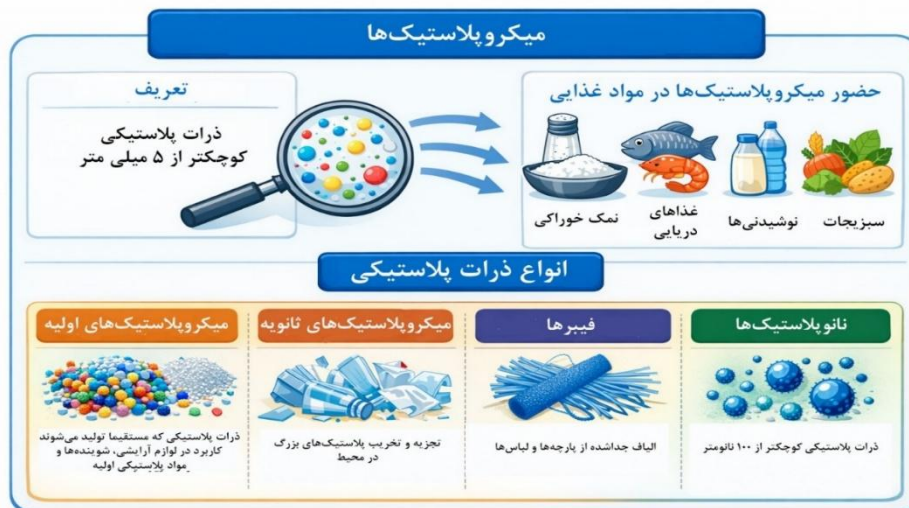 میکروپلاستیک‌ها
تعریف
ذرات پلاستیکی
کوچکتر از ۵ میلی متر
حضور میکروپلاستیک‌ها در مواد غذایی
نمک خوراکی
غذاهای
دریایی
نوشیدنی‌ها
سبزیجات
انواع ذرات پلاستیکی
نانوپلاستیک‌ها
ذرات پلاستیکی کوچکتر از ۱۰۰ نانومتر
فیبرها
الیاف جداشده از پارچه‌ها و لباس‌ها
میکروپلاستیک‌های ثانویه
تجزیه و تخریب پلاستیک‌های بزرگ
در محیط
میکروپلاستیک‌های اولیه
ذرات پلاستیکی که مستقیما تولید می‌شوند
کاربرد در لوازم آرایشی، شوینده‌ها و
مواد پلاستیکی اولیه